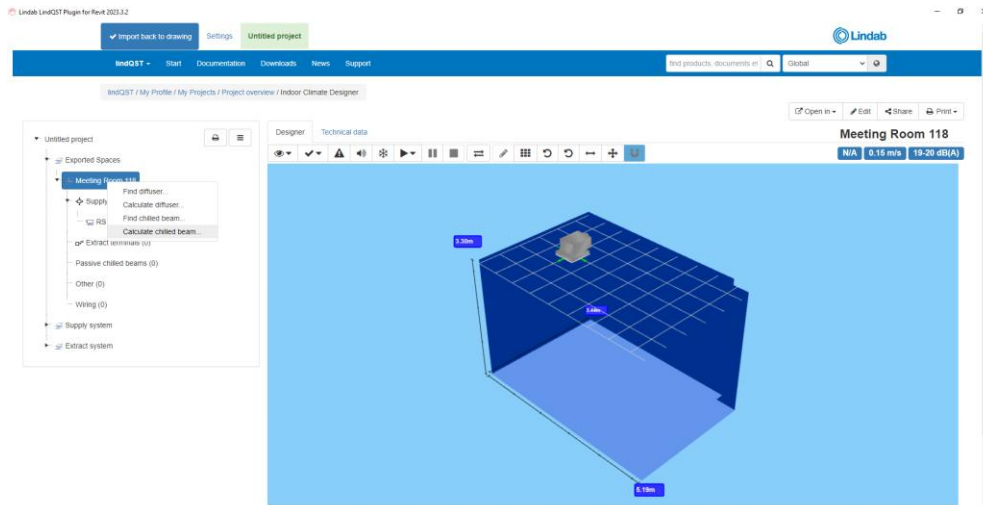 Lindab LindQST Plugin for Revit 2023.3-2
Import back to drawing Settings Untitled project
Lindab
lindQST Start Documentation Downloads News Support
find products, documents et Global
lindQST / My Profile / My Projects / Project overview / Indoor Climate Designer
Open in Edit Share Print
Untitled project
Designer Technical data
Meeting Room 118
N/A 0.15 m/s 19-20 dB(A)
Exported Spaces
Meeting Room 118
Find diffuser...
Supply
Calculate diffuser...
RS
Find chilled beam...
Calculate chilled beam...
Extract terminals (0)
Passive chilled beams (0)
Other (0)
Wiring (0)
Supply system
Extract system
3.30m
5.19m